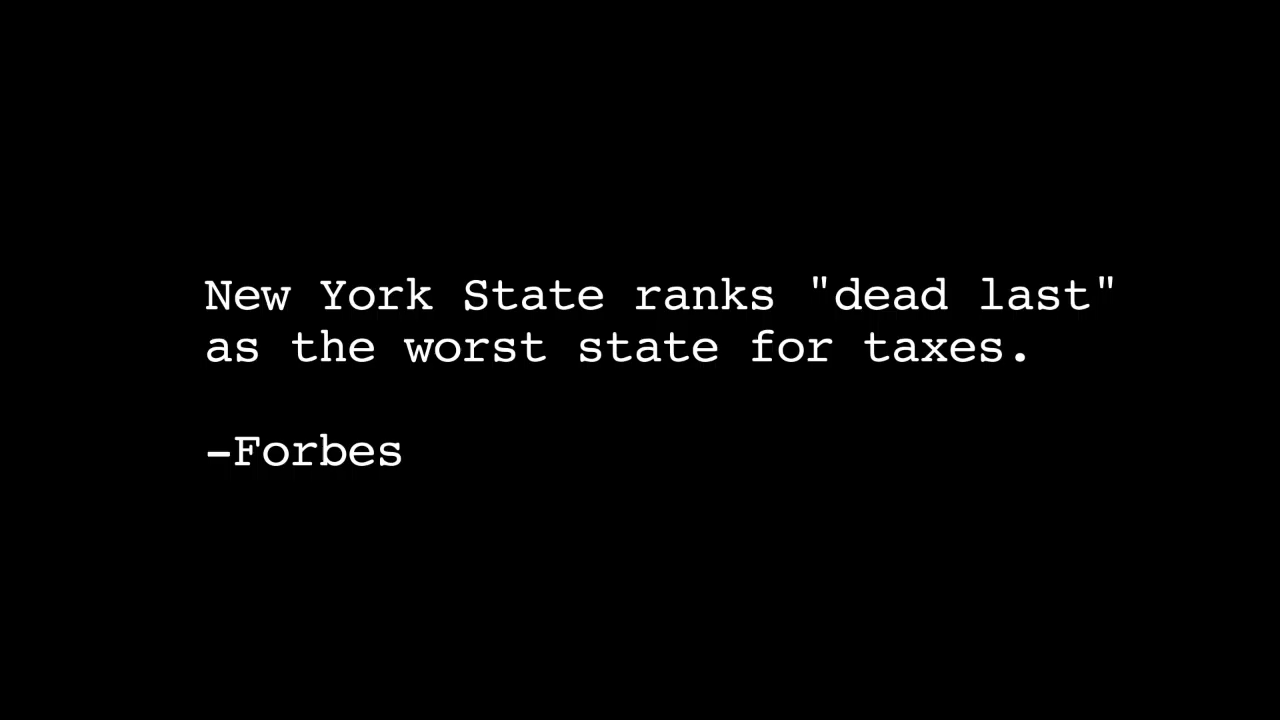 New York State ranks "dead last"
as the worst state for taxes.
-Forbes